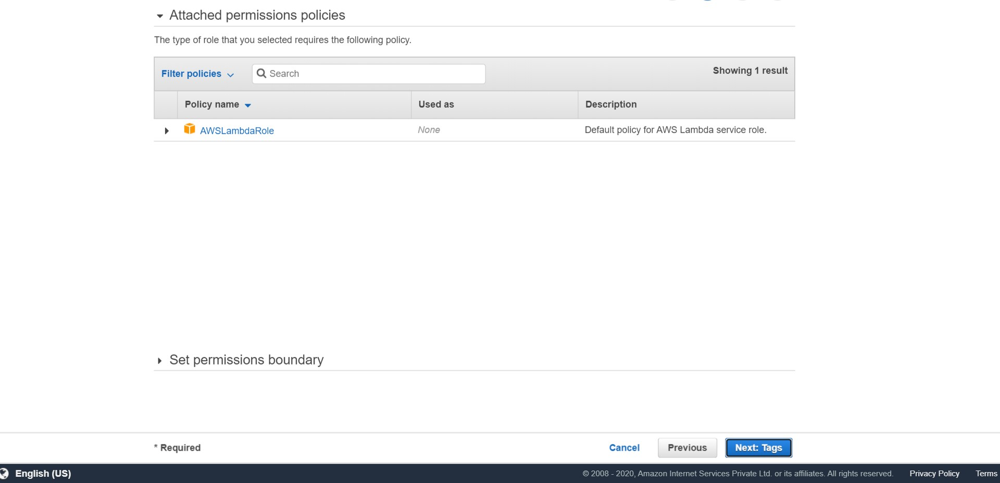 Attached permissions policies
The type of role that you selected requires the following policy.
Filter policies Search Showing 1 result
Policy name Used as Description
AWSLambdaRole None Default policy for AWS Lambda service role.
Set permissions boundary
* Required Cancel Previous Next: Tags
English (US) © 2008 - 2020, Amazon Internet Services Private Ltd. or its affiliates. All rights reserved. Privacy Policy Terms